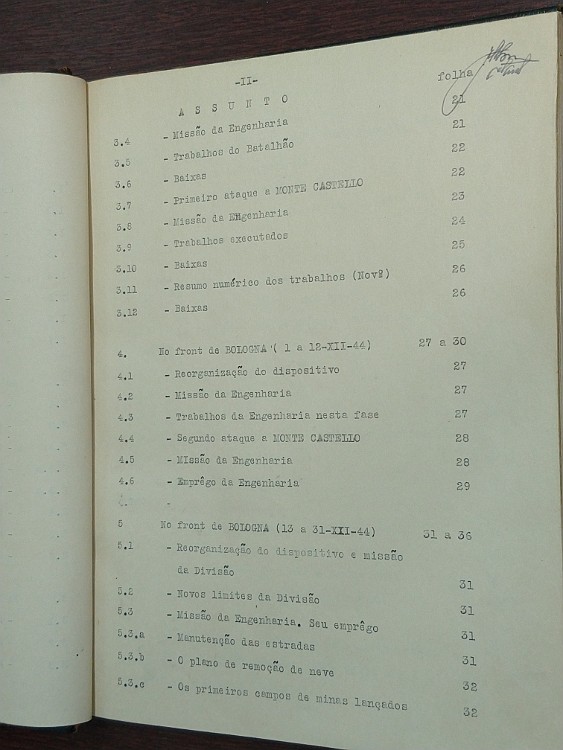 -II-
A S S U N T O folha
3.4 - Missão da Engenharia 21
3.5 - Trabalhos do Batalhão 21
3.6 - Baixas 22
3.7 - Primeiro ataque a MONTE CASTELLO 22
3.8 - Missão da Engenharia 23
3.9 - Trabalhos executados 24
3.10 - Baixas 25
3.11 - Resumo numérico dos trabalhos (Novº) 26
3.12 - Baixas 26
4. No front de BOLOGNA ( 1 a 12-XII-44) 27 a 30
4.1 - Reorganização do dispositivo 27
4.2 - Missão da Engenharia 27
4.3 - Trabalhos da Engenharia nesta fase 27
4.4 - Segundo ataque a MONTE CASTELLO 28
4.5 - MIssão da Engenharia 28
4.6 - Emprêgo da Engenharia 29
5 No front de BOLOGNA (13 a 31-XII-44) 31 a 36
5.1 - Reorganização do dispositivo e missão
da Divisão 31
5.2 - Novos limites da Divisão 31
5.3 - Missão da Engenharia. Seu emprêgo 31
5.3.a - Manutenção das estradas 31
5.3.b - O plano de remoção de neve 32
5.3.c - Os primeiros campos de minas lançados 32